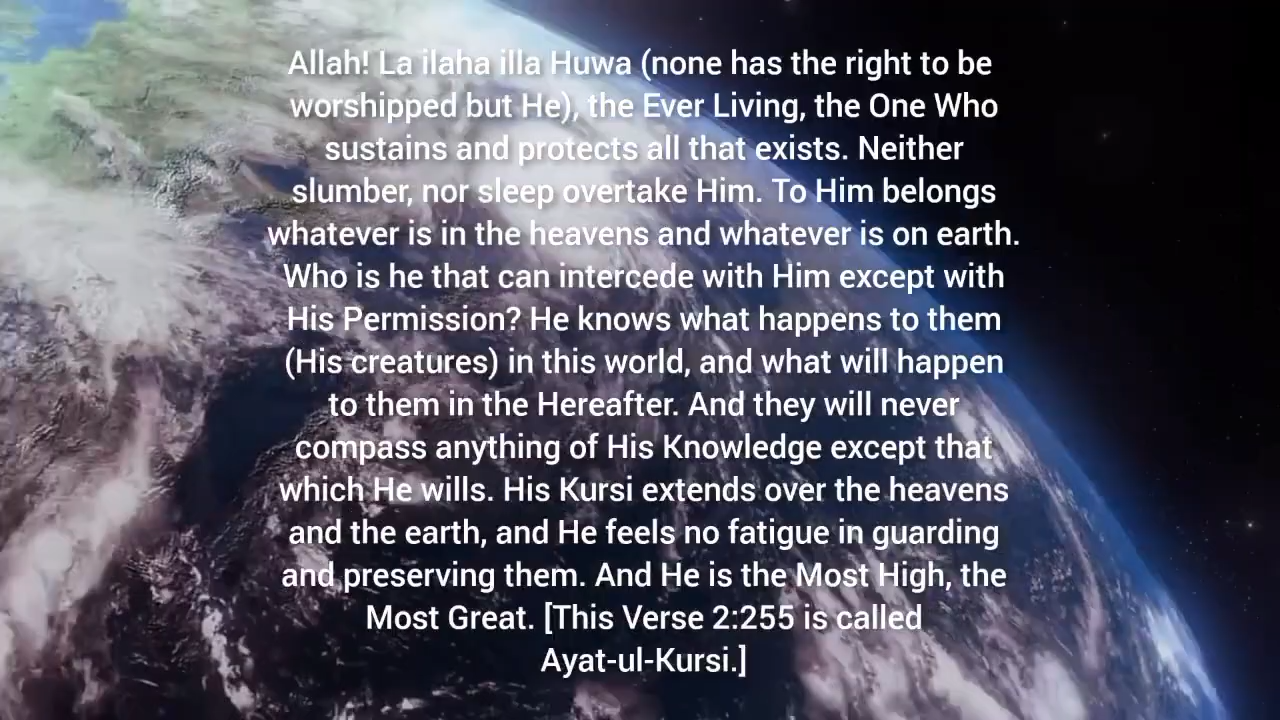 Allah! La ilaha illa Huwa (none has the right to be
worshipped but He), the Ever Living, the One Who
sustains and protects all that exists. Neither
slumber, nor sleep overtake Him. To Him belongs
whatever is in the heavens and whatever is on earth.
Who is he that can intercede with Him except with
His Permission? He knows what happens to them
(His creatures) in this world, and what will happen
to them in the Hereafter. And they will never
compass anything of His Knowledge except that
which He wills. His Kursi extends over the heavens
and the earth, and He feels no fatigue in guarding
and preserving them. And He is the Most High, the
Most Great. [This Verse 2:255 is called
Ayat-ul-Kursi.]